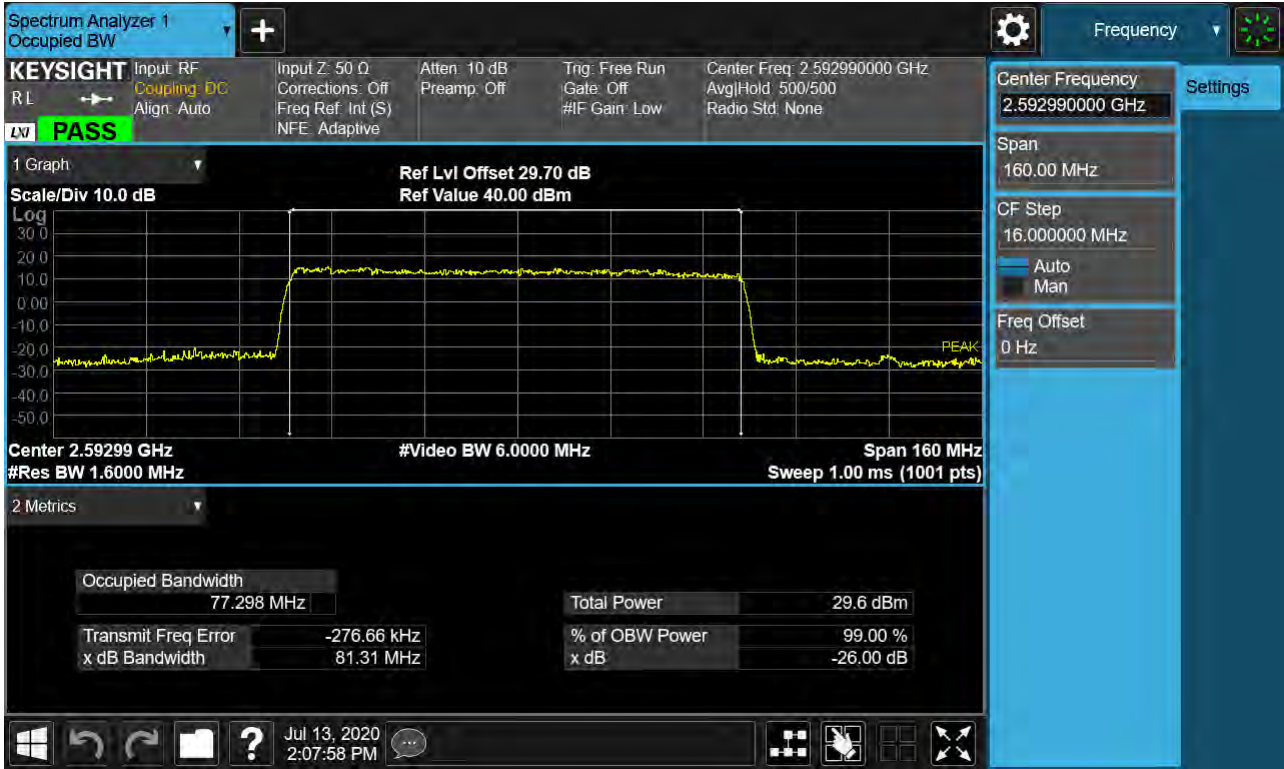 Spectrum Analyzer 1
Occupied BW
+
Frequency
KEYSIGHT
RL
LXI
PASS
Input: RF
Coupling: DC
Align: Auto
Input Z: 50 Ω
Corrections: Off
Freq Ref: Int (S)
NFE: Adaptive
Atten: 10 dB
Preamp: Off
Trig: Free Run
Gate: Off
#IF Gain: Low
Center Freq: 2.592990000 GHz
Avg|Hold: 500/500
Radio Std: None
Center Frequency
2.592990000 GHz
Settings
Span
160.00 MHz
CF Step
16.000000 MHz
Auto
Man
Freq Offset
0 Hz
1 Graph
Scale/Div 10.0 dB
Ref Lvl Offset 29.70 dB
Ref Value 40.00 dBm
Log
30.0
20.0
10.0
0.00
-10.0
-20.0
-30.0
-40.0
-50.0
PEAK
Center 2.59299 GHz
#Video BW 6.0000 MHz
Span 160 MHz
#Res BW 1.6000 MHz
Sweep 1.00 ms (1001 pts)
2 Metrics
Occupied Bandwidth
77.298 MHz
Total Power 29.6 dBm
Transmit Freq Error -276.66 kHz
% of OBW Power 99.00 %
x dB Bandwidth 81.31 MHz
x dB -26.00 dB
?
Jul 13, 2020
2:07:58 PM